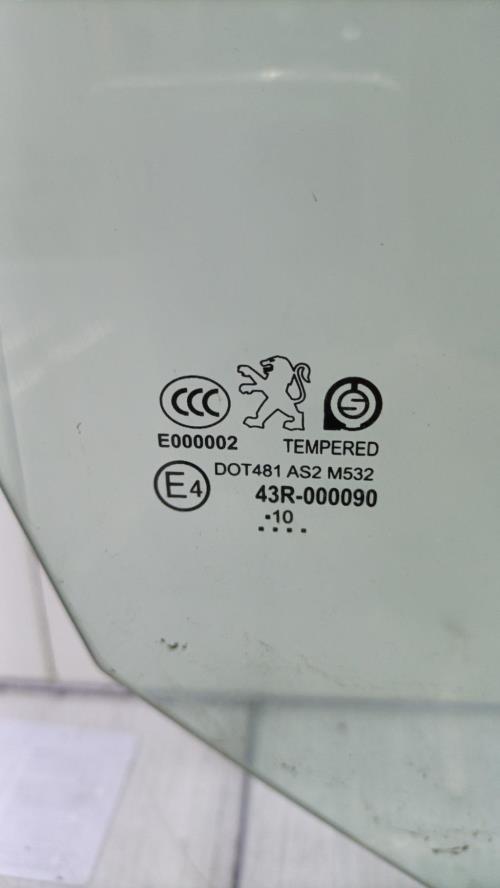 CCC
E000002 TEMPERED
DOT481 AS2 M532
E4
43R-000090
·10
....